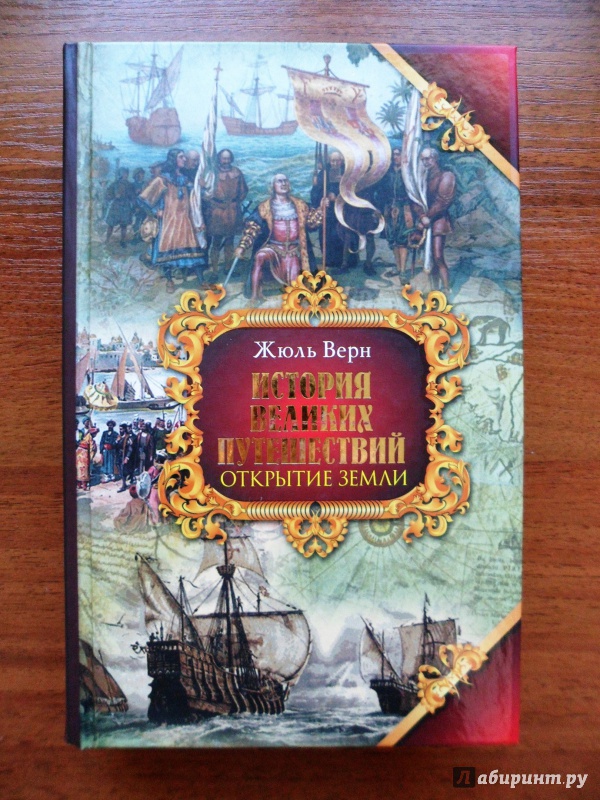 Жюль Верн
ИСТОРИЯ
ВЕЛИКИХ
ПУТЕШЕСТВИЙ
ОТКРЫТИЕ ЗЕМЛИ
Лабиринт.ру